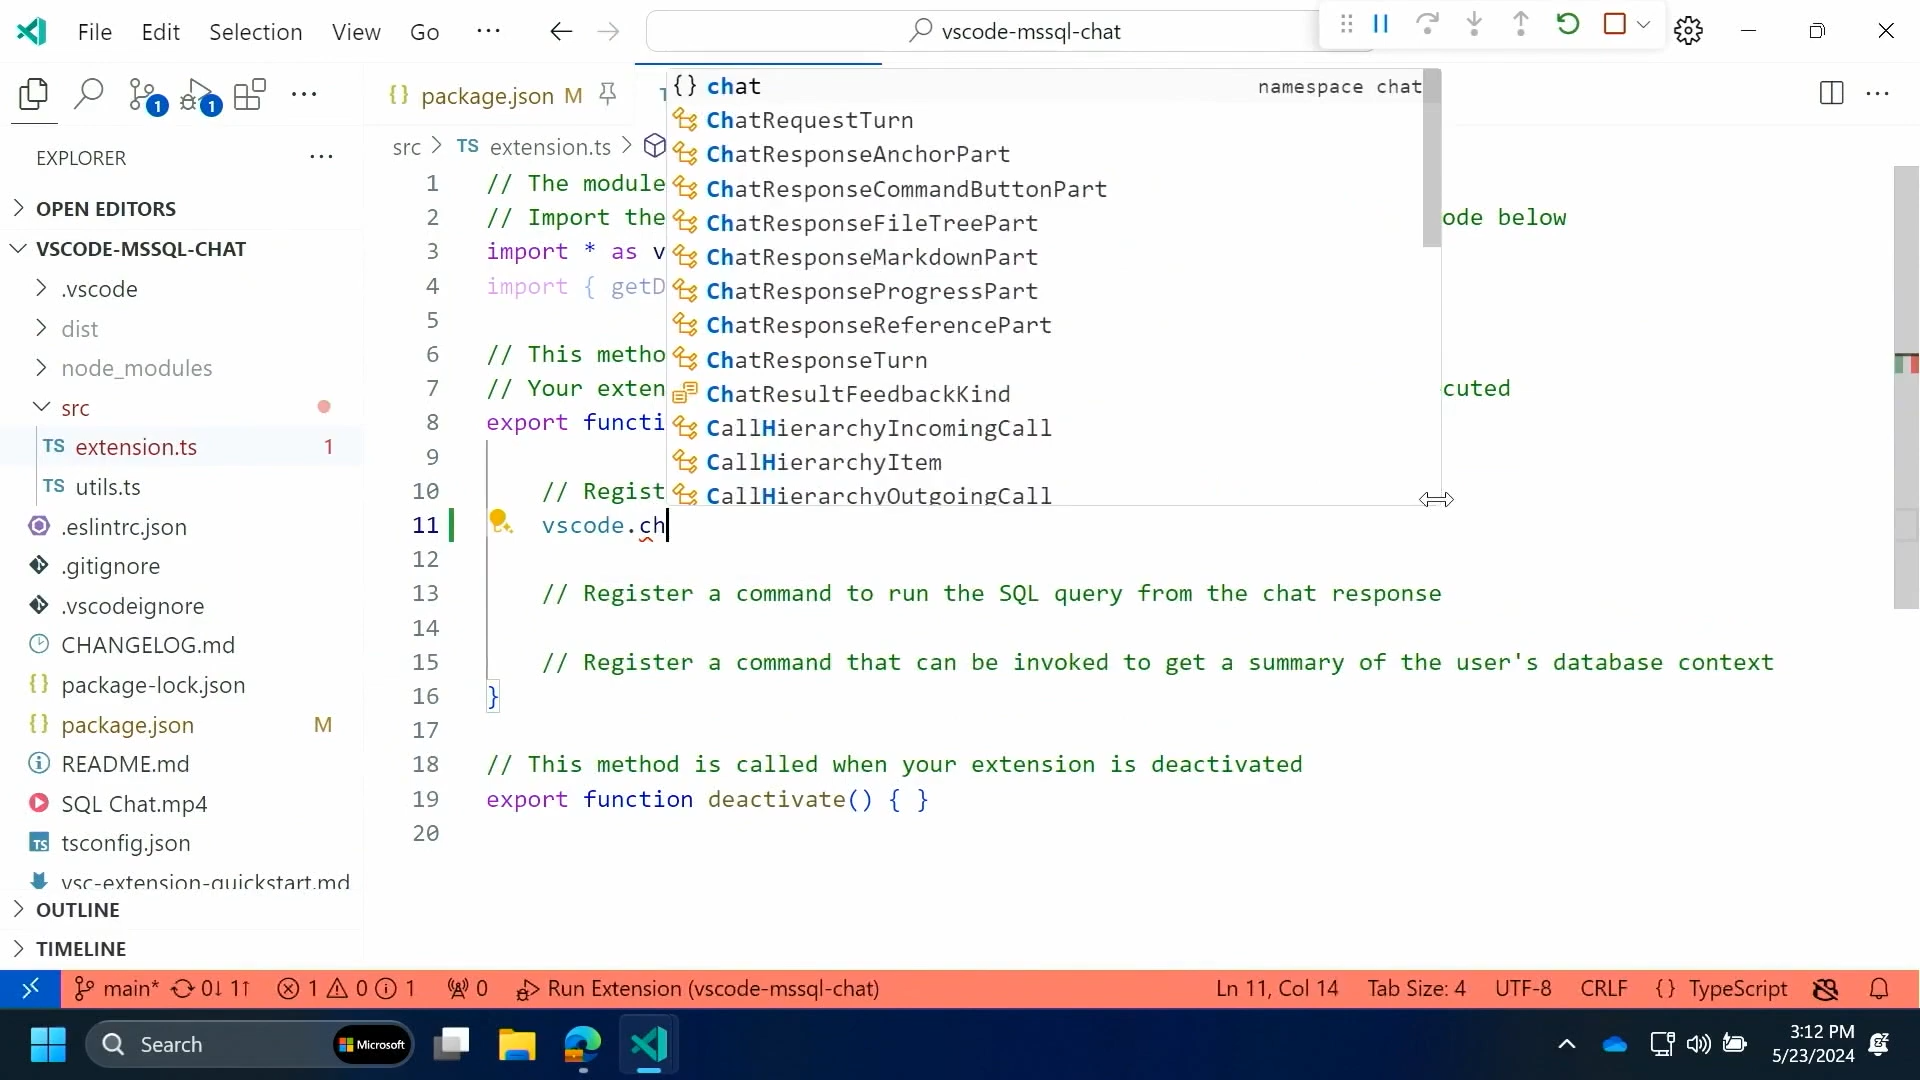 File Edit Selection View Go ... vscode-mssql-chat
EXPLORER
OPEN EDITORS
VSCODE-MSSQL-CHAT
.vscode
dist
node_modules
src
TS extension.ts 1
TS utils.ts
.eslintrc.json
.gitignore
.vscodeignore
CHANGELOG.md
{} package-lock.json
{} package.json M
README.md
SQL Chat.mp4
TS tsconfig.json
vsc-extension-quickstart.md
OUTLINE
TIMELINE
1
1
{} package.json M
src > TS extension.ts >
1 // The module
2 // Import the ode below
3 import * as v
4 import { getD
5
6 // This metho
7 // Your exten cuted
8 export functi
9
10 // Regist
11 vscode.ch
12
13 // Register a command to run the SQL query from the chat response
14
15 // Register a command that can be invoked to get a summary of the user's database context
16 }
17
18 // This method is called when your extension is deactivated
19 export function deactivate() { }
20
{} chat namespace chat
ChatRequestTurn
ChatResponseAnchorPart
ChatResponseCommandButtonPart
ChatResponseFileTreePart
ChatResponseMarkdownPart
ChatResponseProgressPart
ChatResponseReferencePart
ChatResponseTurn
ChatResultFeedbackKind
CallHierarchyIncomingCall
CallHierarchyItem
CallHierarchyOutgoingCall
main* 0↓ 1↑ 1 0 1 0 Run Extension (vscode-mssql-chat) Ln 11, Col 14 Tab Size: 4 UTF-8 CRLF {} TypeScript
Search Microsoft 3:12 PM
5/23/2024